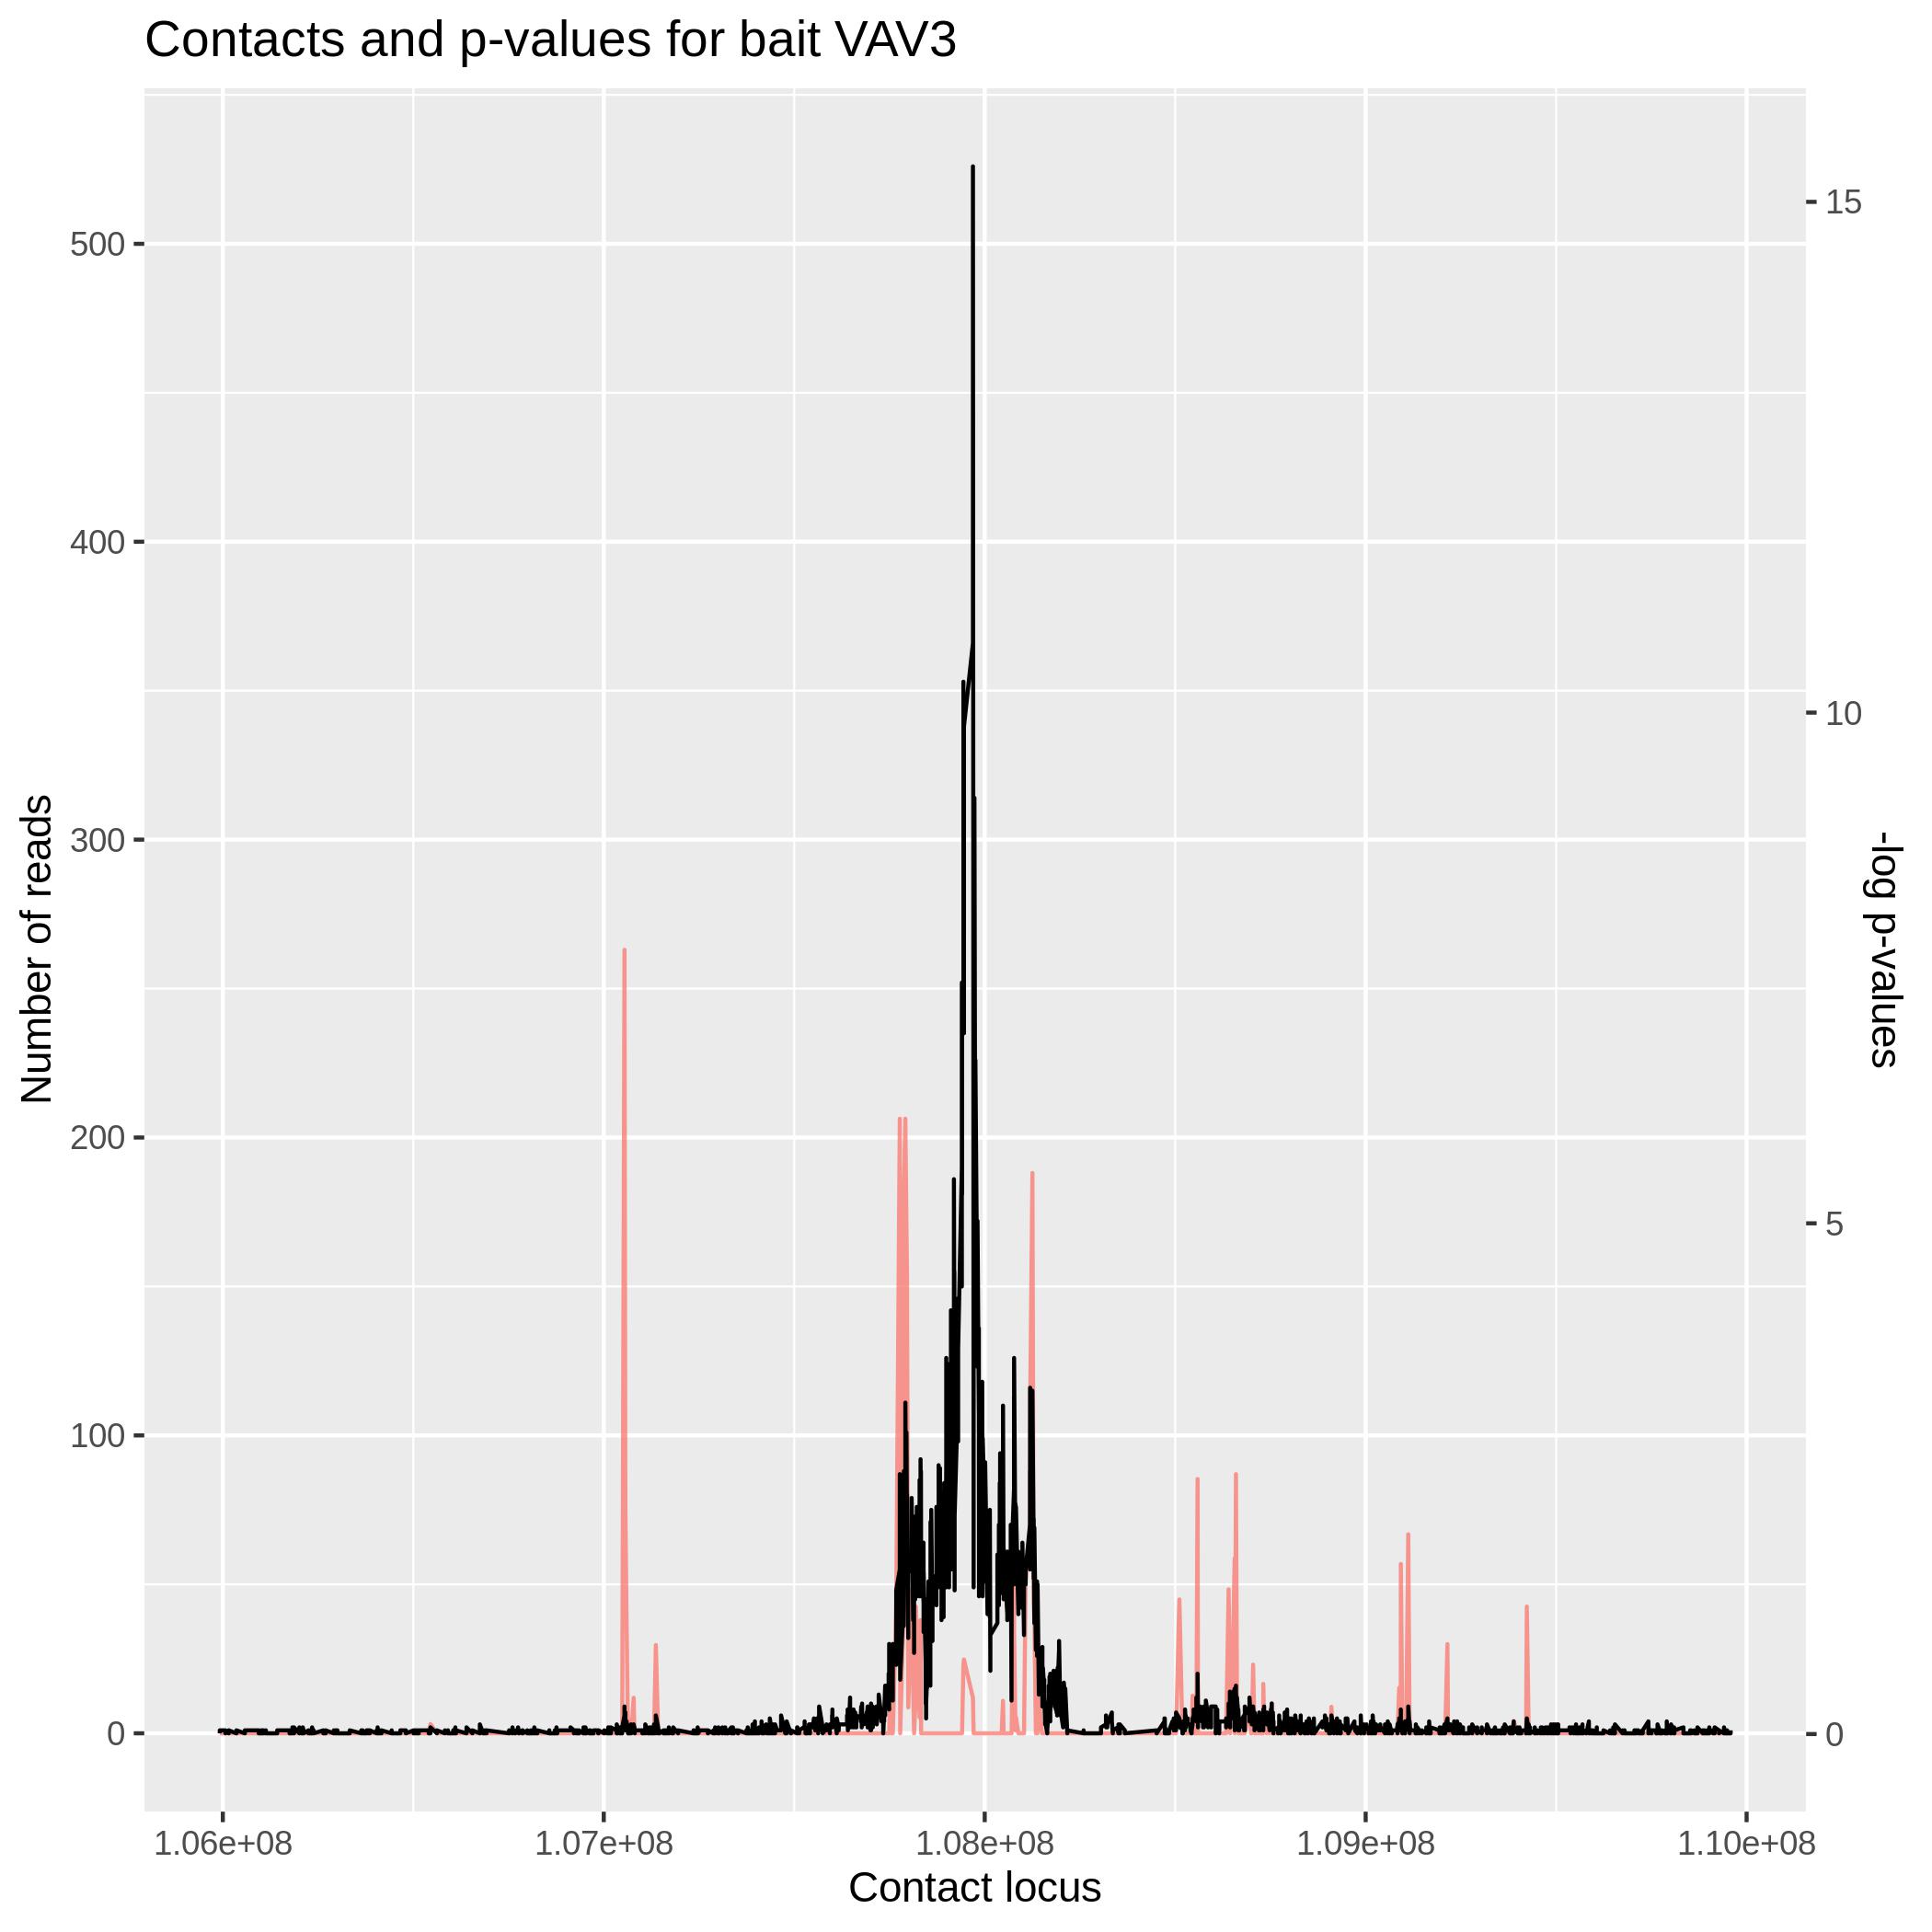 Contacts and p-values for bait VAV3
Number of reads
500
400
300
200
100
0
15
10
5
0
-log p-values
1.06e+08 1.07e+08 1.08e+08 1.09e+08 1.10e+08
Contact locus